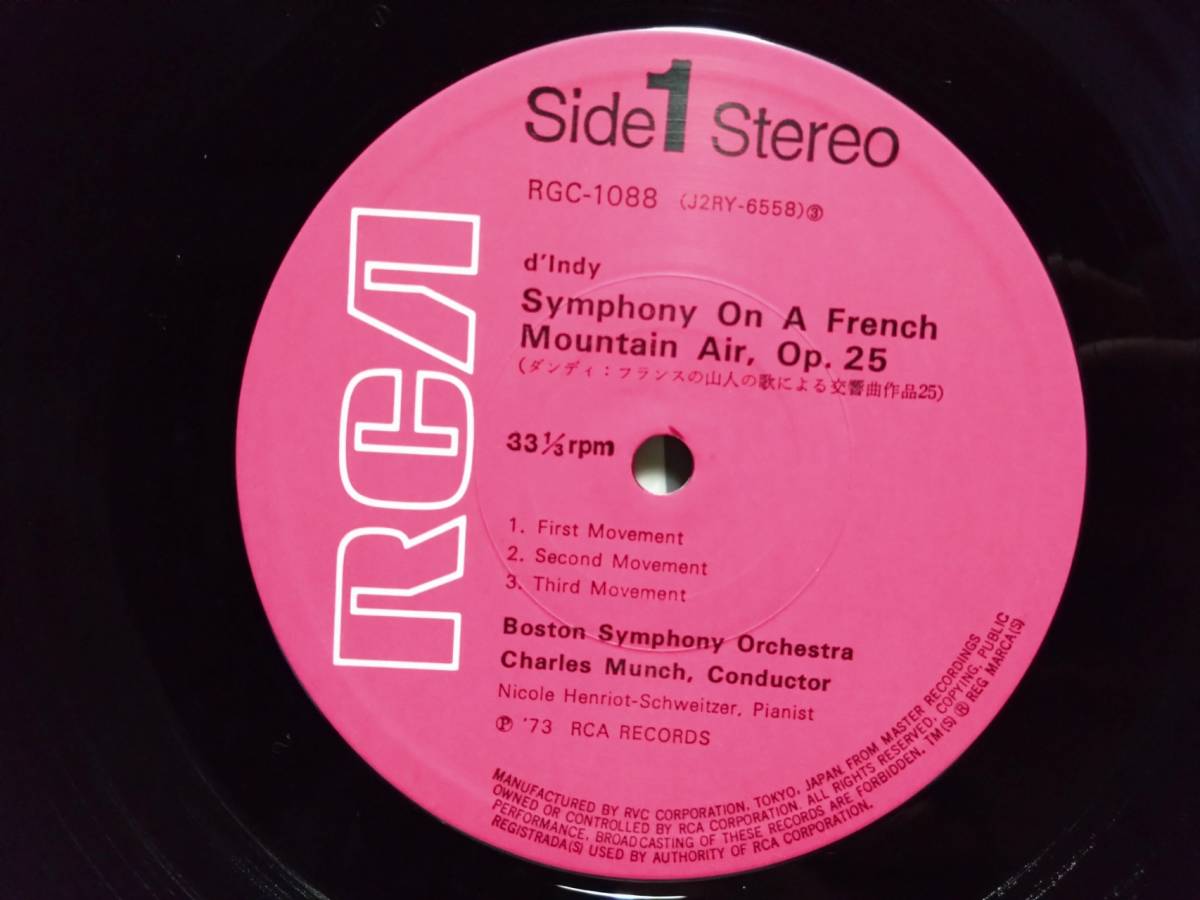 Side 1 Stereo
RGC-1088 (J2RY-6558)③
d'Indy
Symphony On A French
Mountain Air, Op. 25
(ダンディ:フランスの山人の歌による交響曲作品25)
33 1/3 rpm
1. First Movement
2. Second Movement
3. Third Movement
Boston Symphony Orchestra
Charles Munch, Conductor
Nicole Henriot-Schweitzer, Pianist
Ⓟ '73 RCA RECORDS
RCA
MANUFACTURED BY RVC CORPORATION, TOKYO, JAPAN, FROM MASTER RECORDINGS
OWNED OR CONTROLLED BY RCA CORPORATION. ALL RIGHTS RESERVED, COPYING, PUBLIC
PERFORMANCE, BROADCASTING OF THESE RECORDS ARE FORBIDDEN, TM(S) ® REG MARCA(S)
REGISTRADA(S) USED BY AUTHORITY OF RCA CORPORATION.